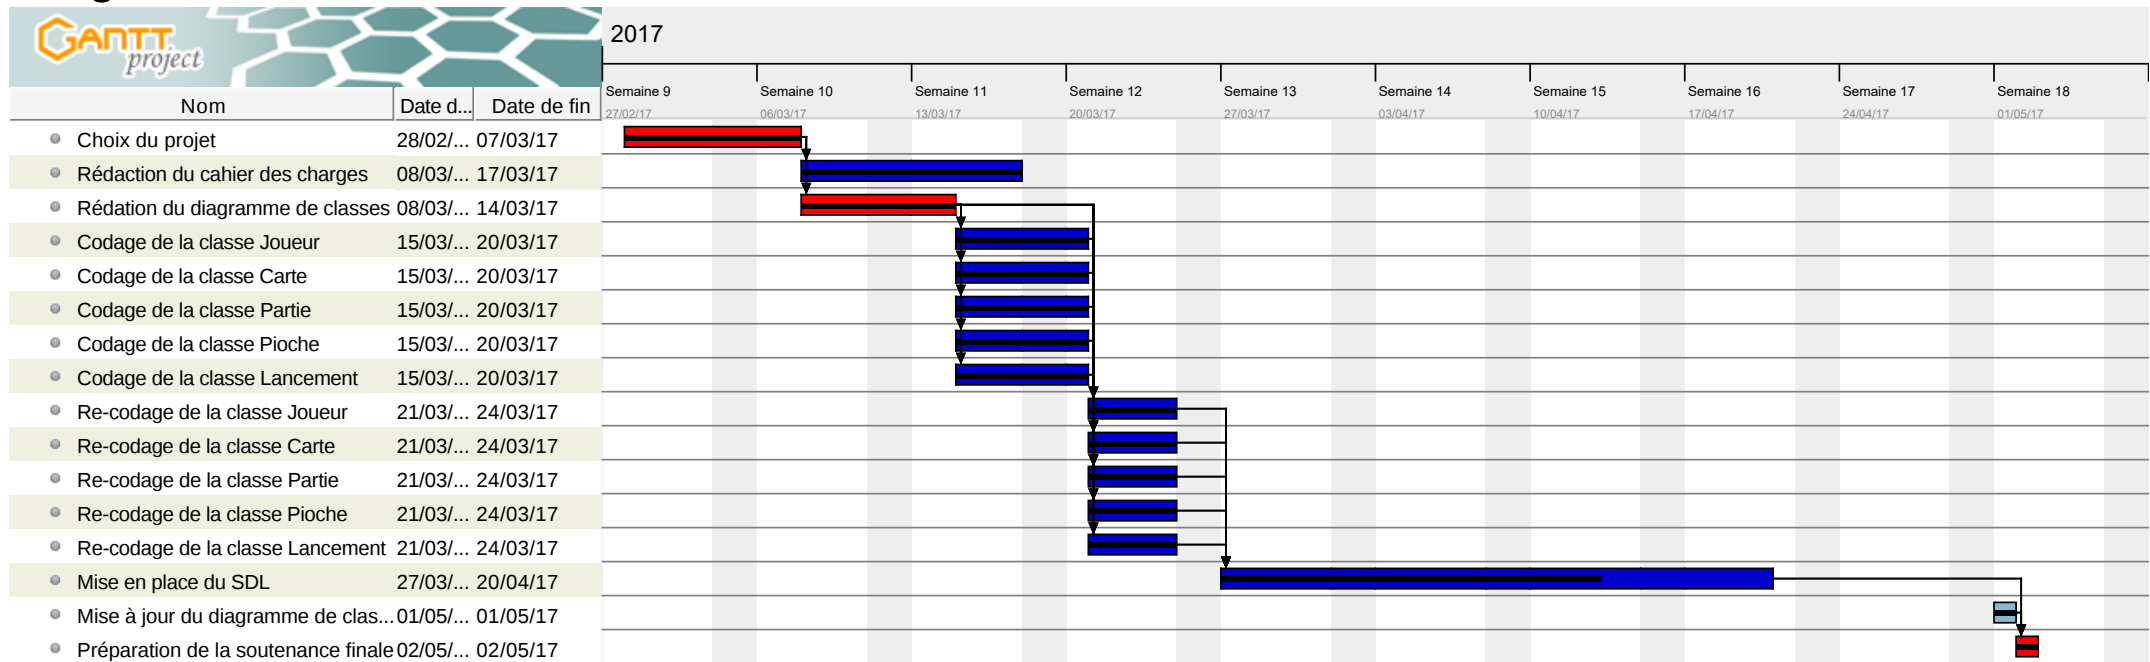 GANTT
project
2017
Semaine 9 Semaine 10 Semaine 11 Semaine 12 Semaine 13 Semaine 14 Semaine 15 Semaine 16 Semaine 17 Semaine 18
27/02/17 06/03/17 13/03/17 20/03/17 27/03/17 03/04/17 10/04/17 17/04/17 24/04/17 01/05/17
Nom Date d... Date de fin
Choix du projet 28/02/... 07/03/17
Rédaction du cahier des charges 08/03/... 17/03/17
Rédation du diagramme de classes 08/03/... 14/03/17
Codage de la classe Joueur 15/03/... 20/03/17
Codage de la classe Carte 15/03/... 20/03/17
Codage de la classe Partie 15/03/... 20/03/17
Codage de la classe Pioche 15/03/... 20/03/17
Codage de la classe Lancement 15/03/... 20/03/17
Re-codage de la classe Joueur 21/03/... 24/03/17
Re-codage de la classe Carte 21/03/... 24/03/17
Re-codage de la classe Partie 21/03/... 24/03/17
Re-codage de la classe Pioche 21/03/... 24/03/17
Re-codage de la classe Lancement 21/03/... 24/03/17
Mise en place du SDL 27/03/... 20/04/17
Mise à jour du diagramme de clas... 01/05/... 01/05/17
Préparation de la soutenance finale 02/05/... 02/05/17